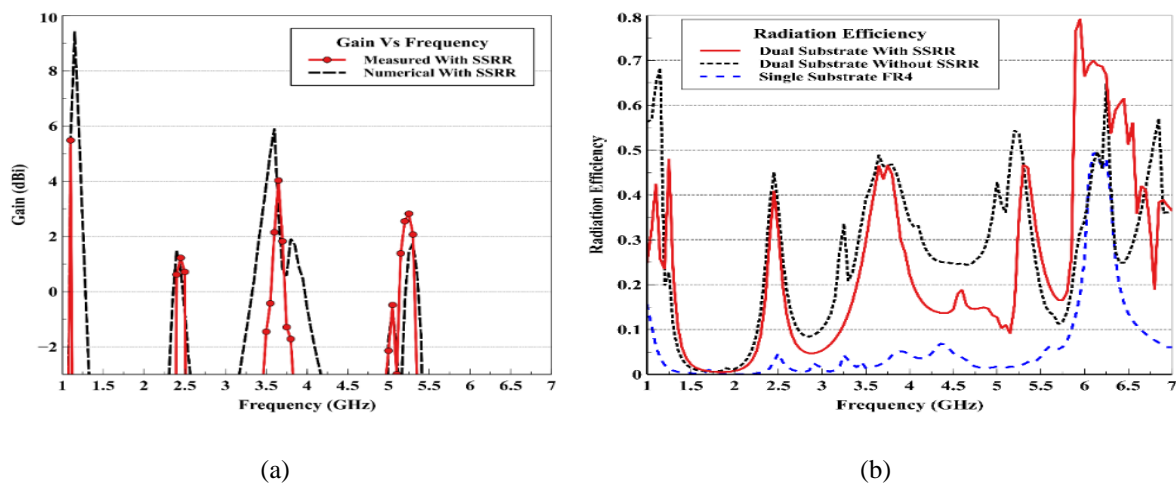 10
8
6
4
2
0
−2
Gain (dBi)
Gain Vs Frequency
Measured With SSRR
Numerical With SSRR
1 1.5 2 2.5 3 3.5 4 4.5 5 5.5 6 6.5 7
Frequency (GHz)
(a)
0.8
0.7
0.6
0.5
0.4
0.3
0.2
0.1
0
Radiation Efficiency
Radiation Efficiency
Dual Substrate With SSRR
Dual Substrate Without SSRR
Single Substrate FR4
1 1.5 2 2.5 3 3.5 4 4.5 5 5.5 6 6.5 7
Frequency (GHz)
(b)